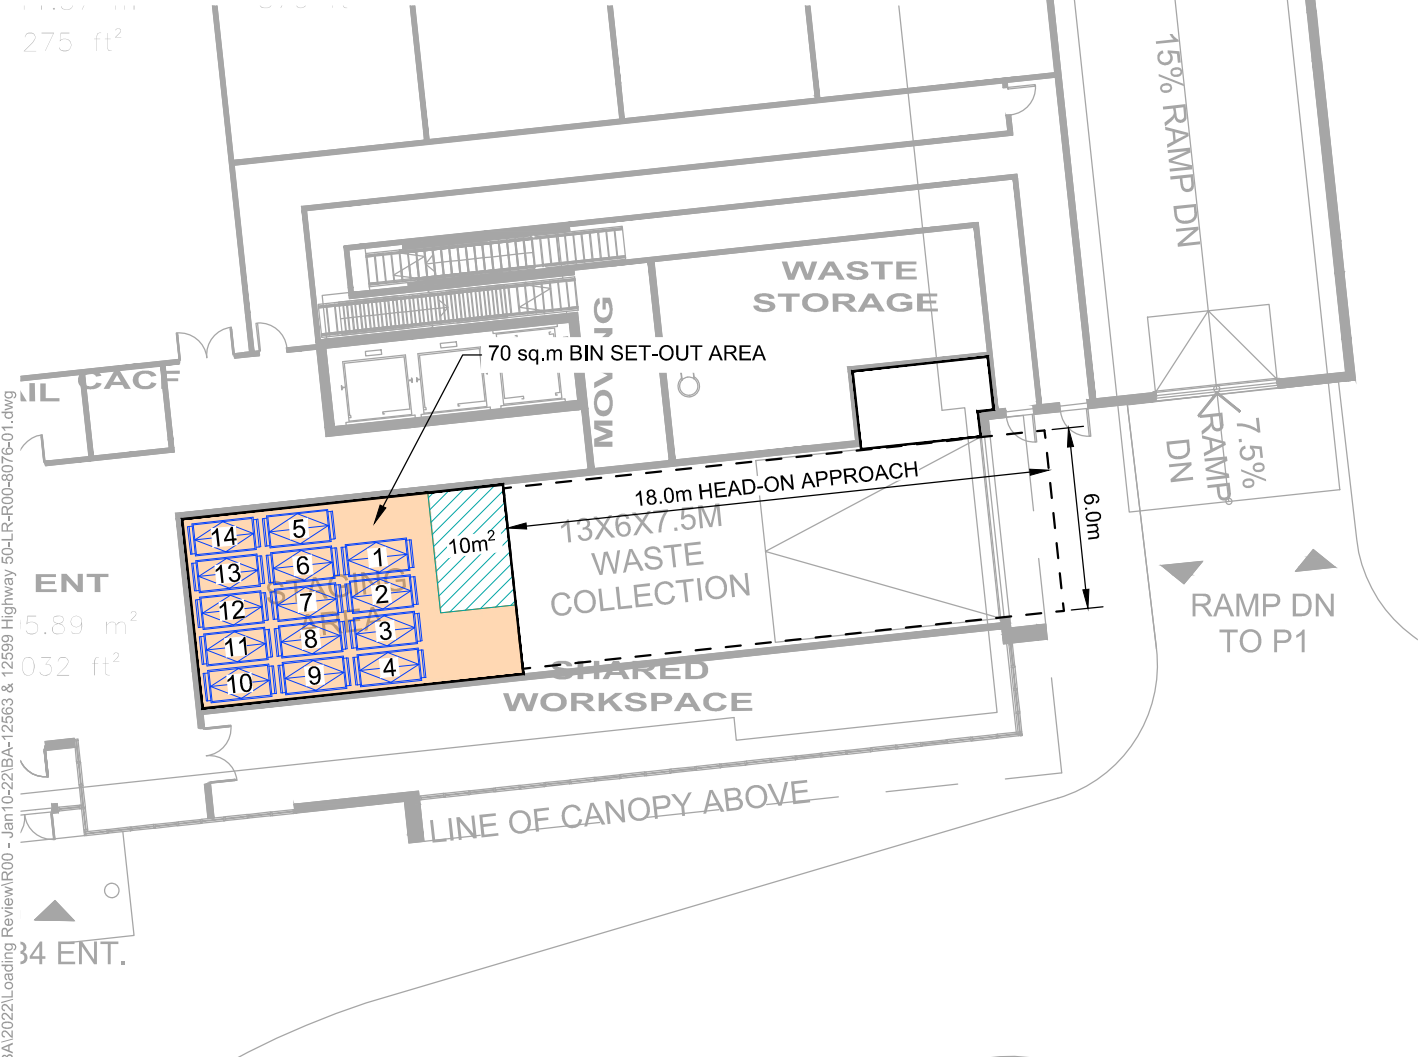 275 ft²
15% RAMP DN
WASTE
STORAGE
MOVING
70 sq.m BIN SET-OUT AREA
CACF
18.0m HEAD-ON APPROACH
7.5%
RAMP
DN
6.0m
10m²
13X6X7.5M
WASTE
COLLECTION
14
5
13
6
1
12
7
2
11
8
3
10
9
4
STAGING
AREA
ENT
5.89 m²
032 ft²
RAMP DN
TO P1
SHARED
WORKSPACE
LINE OF CANOPY ABOVE
34 ENT.
BA\2022\Loading Review\R00 - Jan10-22\BA-12563 & 12599 Highway 50-LR-R00-8076-01.dwg